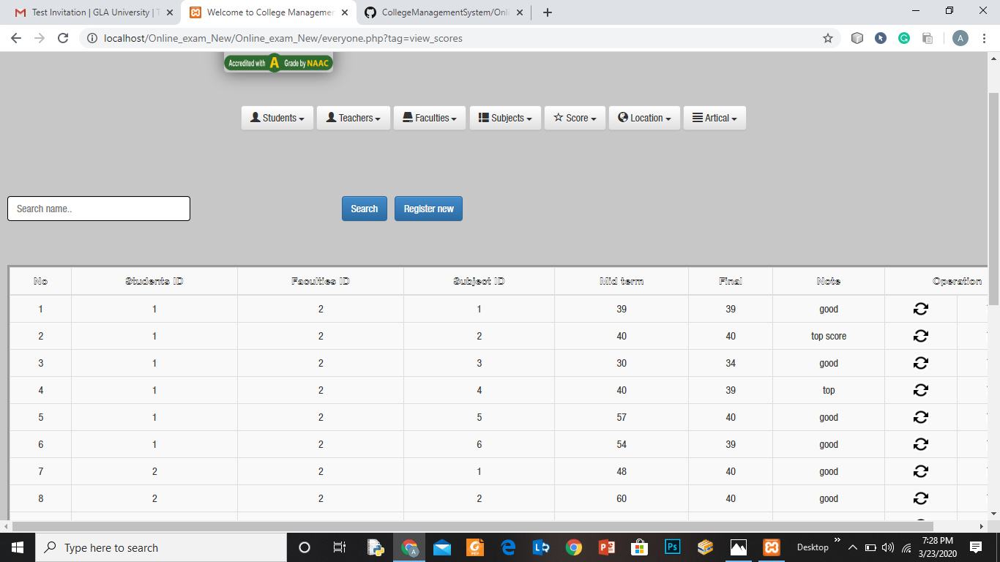 Test Invitation | GLA University | T
Welcome to College Managemen
CollegeManagementSystem/Onli
localhost/Online_exam_New/Online_exam_New/everyone.php?tag=view_scores
A
Accredited with A Grade by NAAC
Students Teachers Faculties Subjects Score Location Artical
Search name.. Search Register new
No Students ID Faculties ID Subject ID Mid term Final Note Operation
1 1 2 1 39 39 good
2 1 2 2 40 40 top score
3 1 2 3 30 34 good
4 1 2 4 40 39 top
5 1 2 5 57 40 good
6 1 2 6 54 39 good
7 2 2 1 48 40 good
8 2 2 2 60 40 good
Type here to search
Desktop
7:28 PM
3/23/2020